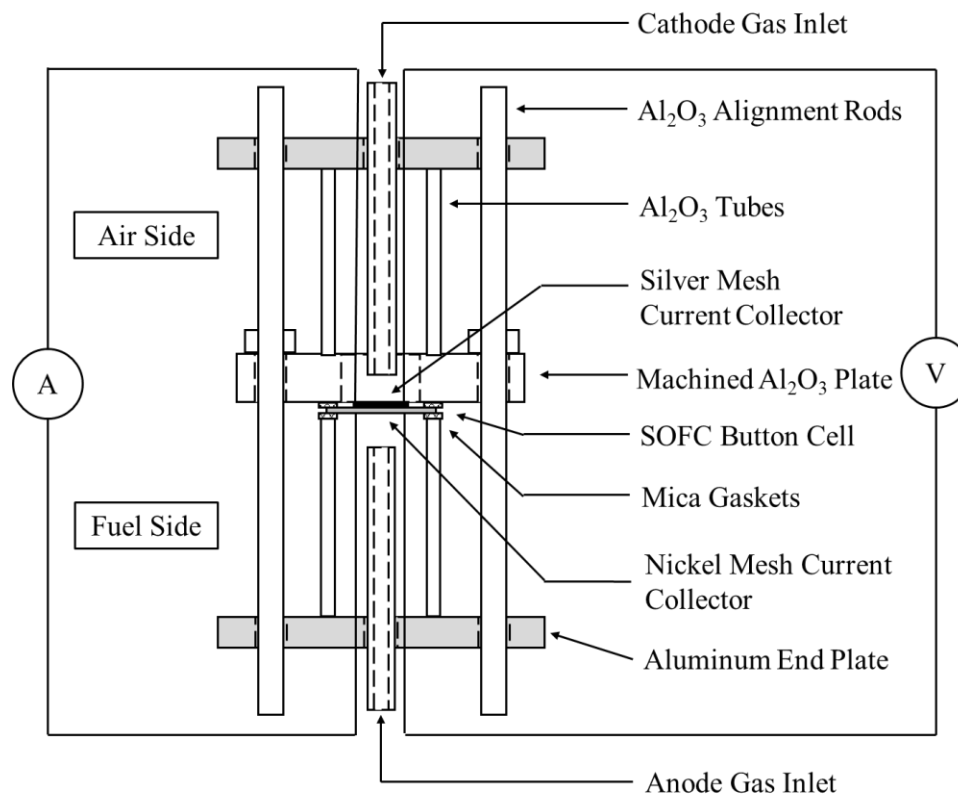 Cathode Gas Inlet
Al₂O₃ Alignment Rods
Al₂O₃ Tubes
Air Side
Silver Mesh
Current Collector
A
Machined Al₂O₃ Plate
V
SOFC Button Cell
Mica Gaskets
Fuel Side
Nickel Mesh Current
Collector
Aluminum End Plate
Anode Gas Inlet